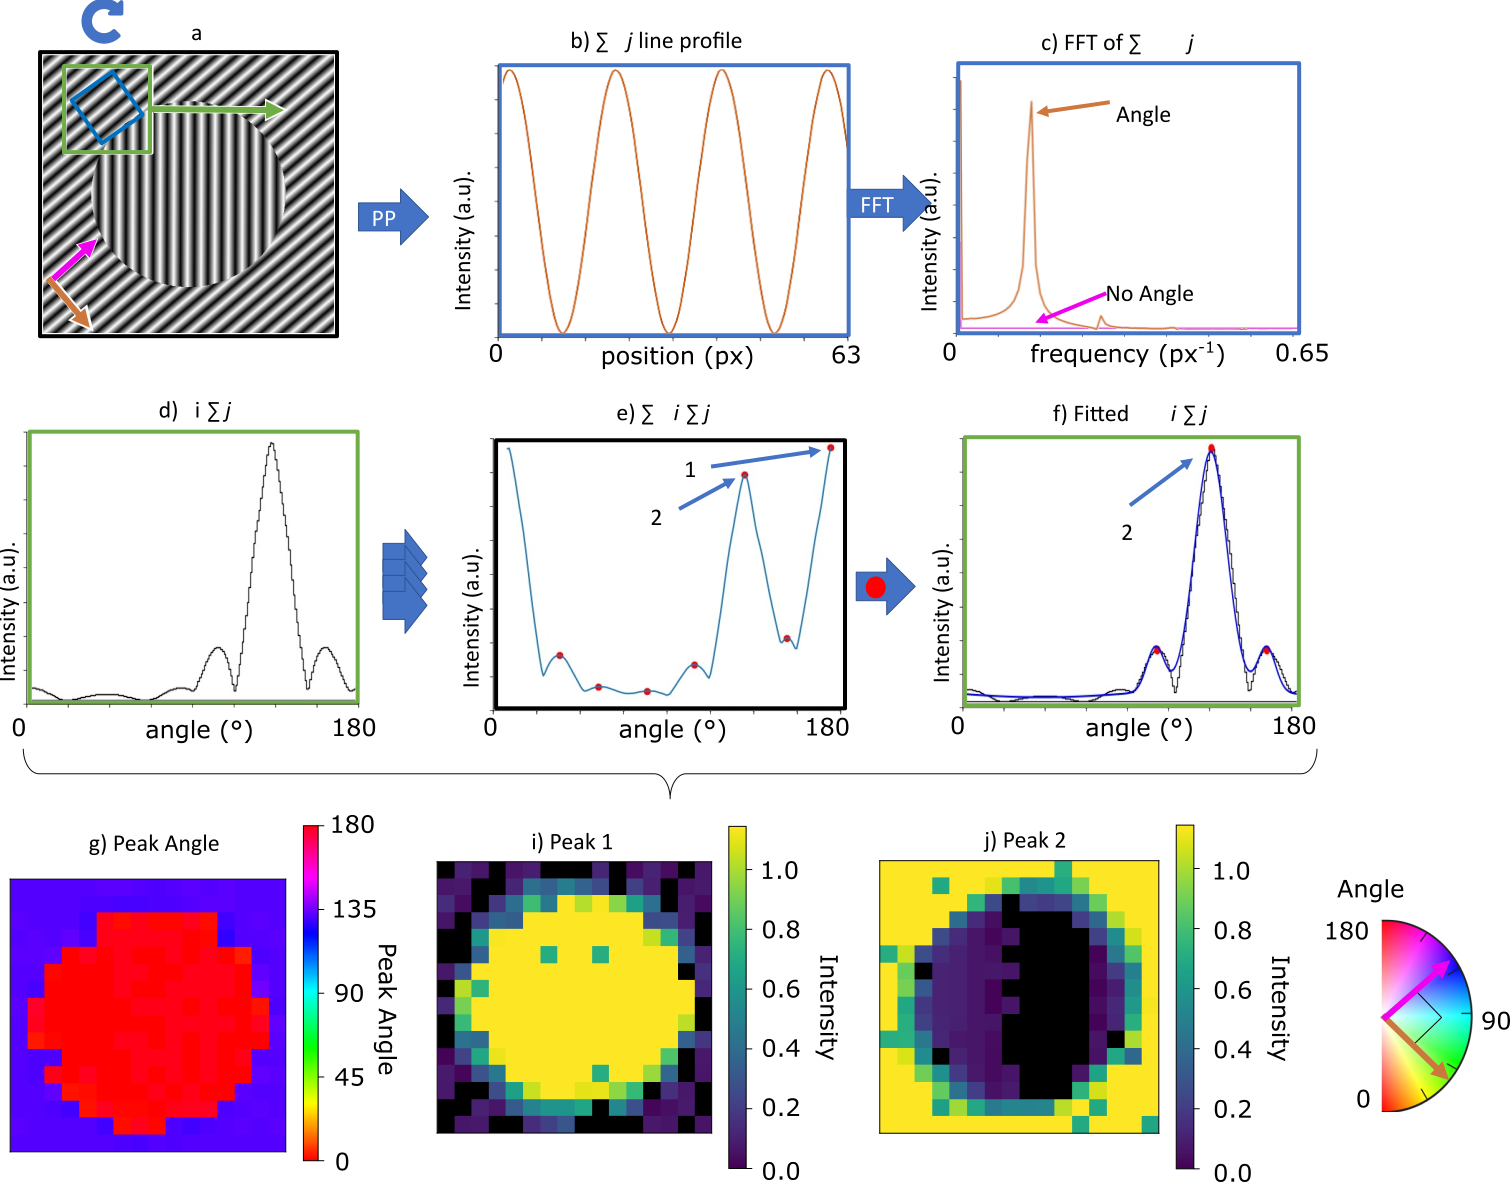 a
b) ∑ j line profile
c) FFT of ∑ j
Intensity (a.u).
Intensity (a.u).
Angle
No Angle
PP
FFT
0
position (px)
63
0
frequency (px-1)
0.65
d) i ∑ j
e) ∑ i ∑ j
f) Fitted i ∑ j
Intensity (a.u).
Intensity (a.u).
Intensity (a.u).
1
2
2
0
angle (°)
180
0
angle (°)
180
0
angle (°)
180
g) Peak Angle
180
135
90
45
0
Peak Angle
i) Peak 1
1.0
0.8
0.6
0.4
0.2
0.0
Intensity
j) Peak 2
1.0
0.8
0.6
0.4
0.2
0.0
Intensity
Angle
180
90
0